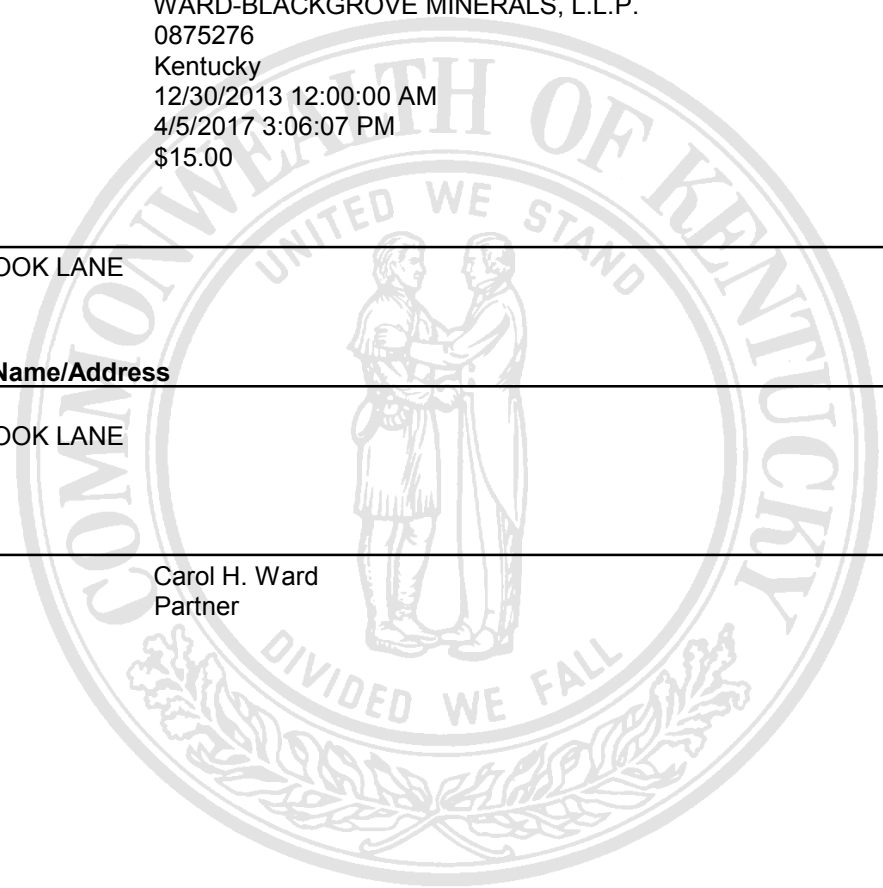 WARD-BLACKGROVE MINERALS, L.L.P.
0875276
Kentucky
12/30/2013 12:00:00 AM
4/5/2017 3:06:07 PM
$15.00
OOK LANE
Name/Address
OOK LANE
Carol H. Ward
Partner
COMMONWEALTH OF KENTUCKY
UNITED WE STAND
DIVIDED WE FALL